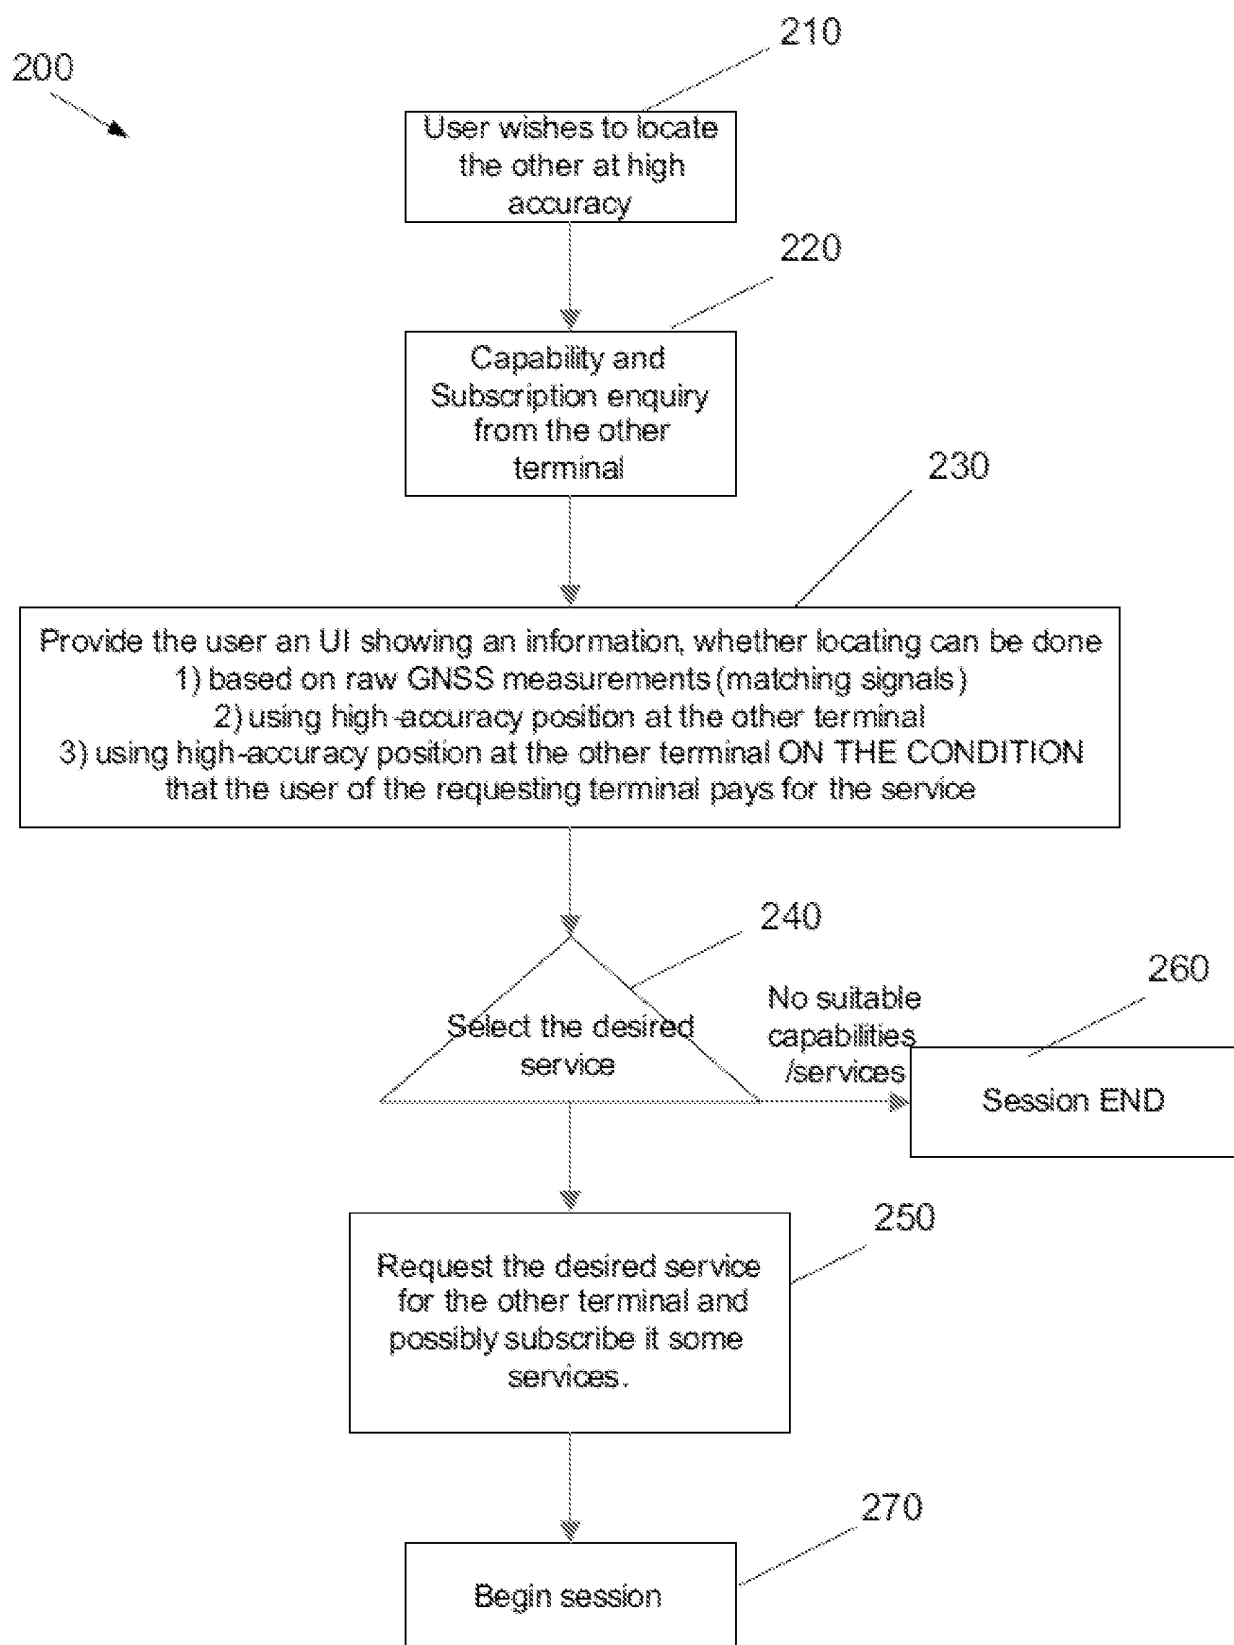 200
210
User wishes to locate
the other at high
accuracy
220
Capability and
Subscription enquiry
from the other
terminal
230
Provide the user an UI showing an information, whether locating can be done
1) based on raw GNSS measurements (matching signals)
2) using high-accuracy position at the other terminal
3) using high-accuracy position at the other terminal ON THE CONDITION
that the user of the requesting terminal pays for the service
240
Select the desired
service
No suitable
capabilities
/services
260
Session END
250
Request the desired service
for the other terminal and
possibly subscribe it some
services.
270
Begin session